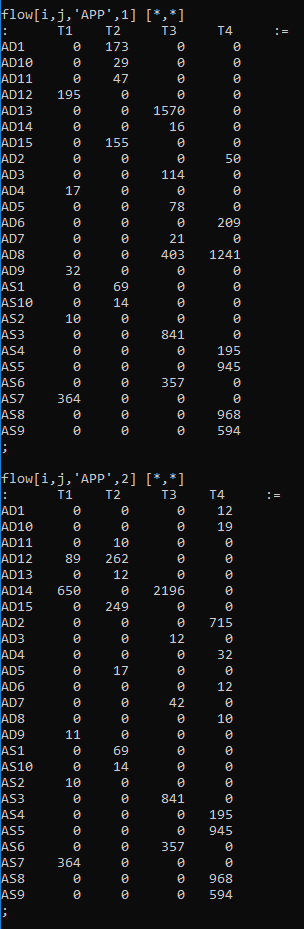 flow[i,j,'APP',1] [*,*]
: T1 T2 T3 T4 :=
AD1 0 173 0 0
AD10 0 29 0 0
AD11 0 47 0 0
AD12 195 0 0 0
AD13 0 0 1570 0
AD14 0 0 16 0
AD15 0 155 0 0
AD2 0 0 0 50
AD3 0 0 114 0
AD4 17 0 0 0
AD5 0 0 78 0
AD6 0 0 0 209
AD7 0 0 21 0
AD8 0 0 403 1241
AD9 32 0 0 0
AS1 0 69 0 0
AS10 0 14 0 0
AS2 10 0 0 0
AS3 0 0 841 0
AS4 0 0 0 195
AS5 0 0 0 945
AS6 0 0 357 0
AS7 364 0 0 0
AS8 0 0 0 968
AS9 0 0 0 594
;
flow[i,j,'APP',2] [*,*]
: T1 T2 T3 T4 :=
AD1 0 0 0 12
AD10 0 0 0 19
AD11 0 10 0 0
AD12 89 262 0 0
AD13 0 12 0 0
AD14 650 0 2196 0
AD15 0 249 0 0
AD2 0 0 0 715
AD3 0 0 12 0
AD4 0 0 0 32
AD5 0 17 0 0
AD6 0 0 0 12
AD7 0 0 42 0
AD8 0 0 0 10
AD9 11 0 0 0
AS1 0 69 0 0
AS10 0 14 0 0
AS2 10 0 0 0
AS3 0 0 841 0
AS4 0 0 0 195
AS5 0 0 0 945
AS6 0 0 357 0
AS7 364 0 0 0
AS8 0 0 0 968
AS9 0 0 0 594
;